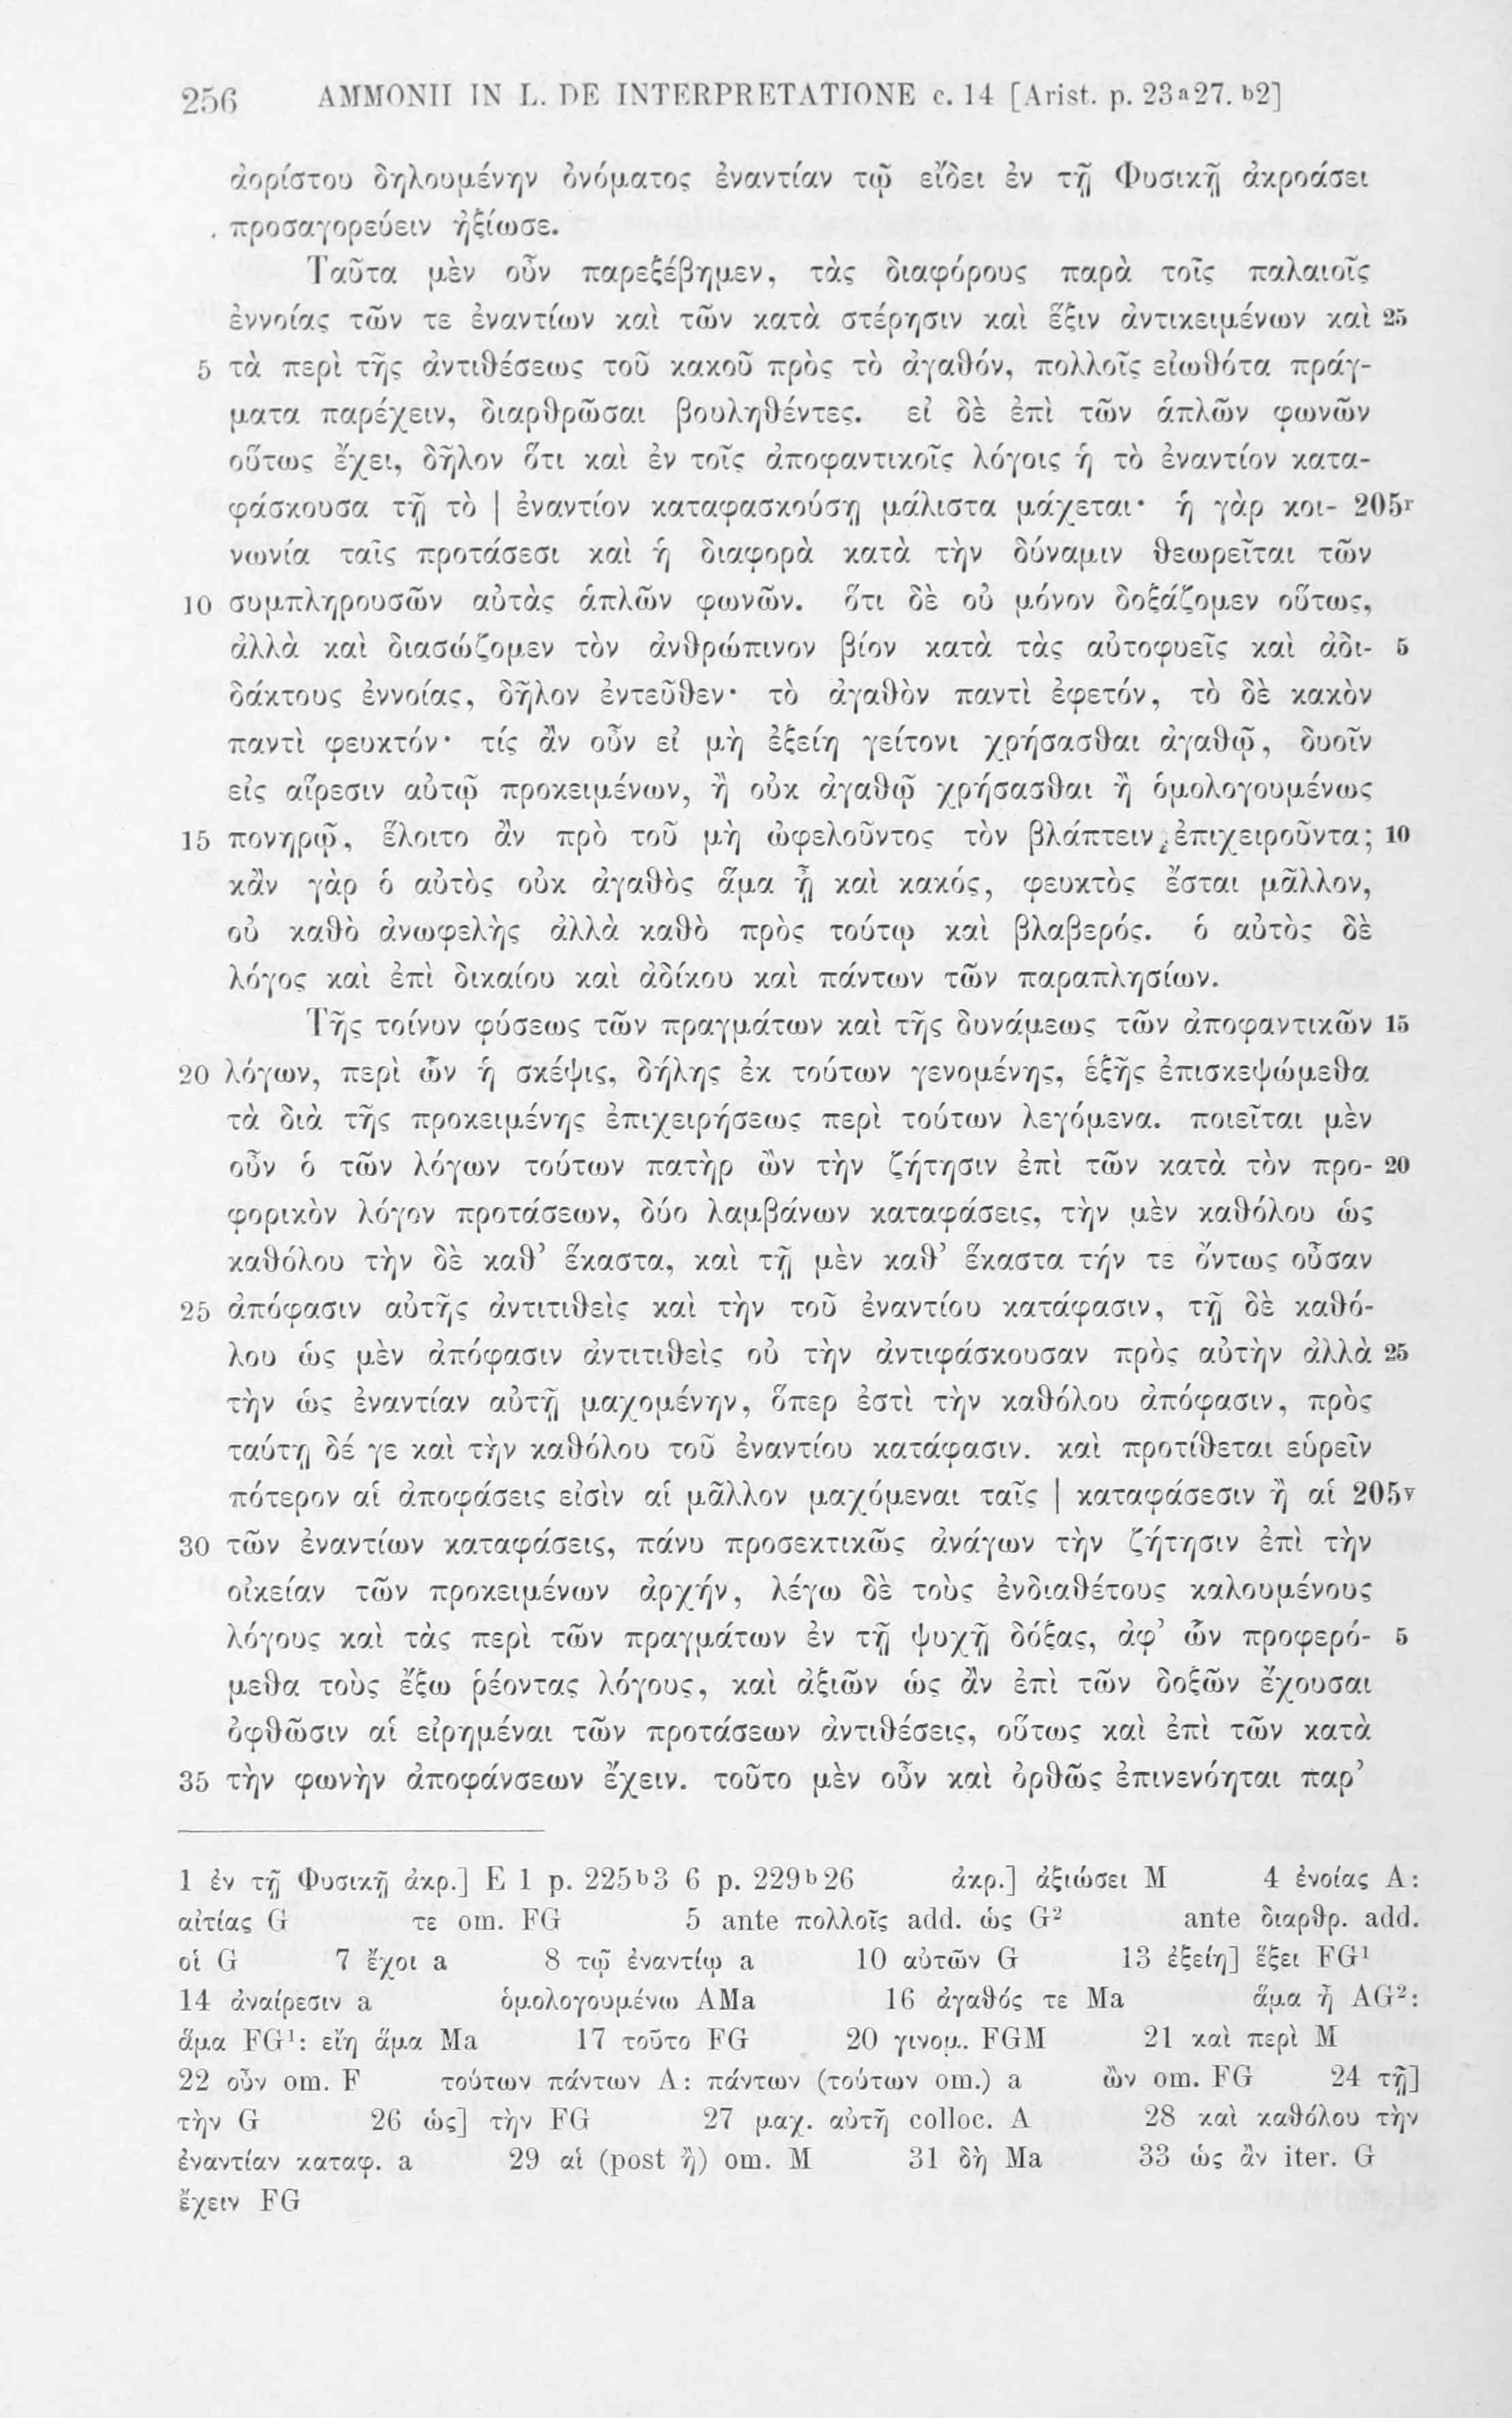 256 AMMONII IN L. DE INTERPRETATIONE c. 14 [Arist. p. 23ᵃ27. ᵇ2]
ἀορίστου δηλουμένην ὀνόματος ἐναντίαν τῷ εἴδει ἐν τῇ Φυσικῇ ἀκροάσει
προσαγορεύειν ἠξίωσε.
Ταῦτα μὲν οὖν παρεξέβημεν, τὰς διαφόρους παρὰ τοῖς παλαιοῖς
ἐννοίας τῶν τε ἐναντίων καὶ τῶν κατὰ στέρησιν καὶ ἕξιν ἀντικειμένων καὶ 25
5 τὰ περὶ τῆς ἀντιθέσεως τοῦ κακοῦ πρὸς τὸ ἀγαθόν, πολλοῖς εἰωθότα πράγ-
ματα παρέχειν, διαρθρῶσαι βουληθέντες. εἰ δὲ ἐπὶ τῶν ἁπλῶν φωνῶν
οὕτως ἔχει, δῆλον ὅτι καὶ ἐν τοῖς ἀποφαντικοῖς λόγοις ἡ τὸ ἐναντίον κατα-
φάσκουσα τῇ τὸ | ἐναντίον καταφασκούσῃ μάλιστα μάχεται· ἡ γὰρ κοι- 205ʳ
νωνία ταῖς προτάσεσι καὶ ἡ διαφορὰ κατὰ τὴν δύναμιν θεωρεῖται τῶν
10 συμπληρουσῶν αὐτὰς ἁπλῶν φωνῶν. ὅτι δὲ οὐ μόνον δοξάζομεν οὕτως,
ἀλλὰ καὶ διασώζομεν τὸν ἀνθρώπινον βίον κατὰ τὰς αὐτοφυεῖς καὶ ἀδι- 5
δάκτους ἐννοίας, δῆλον ἐντεῦθεν· τὸ ἀγαθὸν παντὶ ἐφετόν, τὸ δὲ κακὸν
παντὶ φευκτόν· τίς ἂν οὖν εἰ μὴ ἐξείη γείτονι χρήσασθαι ἀγαθῷ, δυοῖν
εἰς αἵρεσιν αὐτῷ προκειμένων, ἢ οὐκ ἀγαθῷ χρήσασθαι ἢ ὁμολογουμένως
15 πονηρῷ, ἕλοιτο ἂν πρὸ τοῦ μὴ ὠφελοῦντος τὸν βλάπτειν ἐπιχειροῦντα; 10
κἂν γὰρ ὁ αὐτὸς οὐκ ἀγαθὸς ἅμα ᾖ καὶ κακός, φευκτὸς ἔσται μᾶλλον,
οὐ καθὸ ἀνωφελὴς ἀλλὰ καθὸ πρὸς τούτῳ καὶ βλαβερός. ὁ αὐτὸς δὲ
λόγος καὶ ἐπὶ δικαίου καὶ ἀδίκου καὶ πάντων τῶν παραπλησίων.
Τῆς τοίνυν φύσεως τῶν πραγμάτων καὶ τῆς δυνάμεως τῶν ἀποφαντικῶν 15
20 λόγων, περὶ ὧν ἡ σκέψις, δήλης ἐκ τούτων γενομένης, ἑξῆς ἐπισκεψώμεθα
τὰ διὰ τῆς προκειμένης ἐπιχειρήσεως περὶ τούτων λεγόμενα. ποιεῖται μὲν
οὖν ὁ τῶν λόγων τούτων πατὴρ ὢν τὴν ζήτησιν ἐπὶ τῶν κατὰ τὸν προ- 20
φορικὸν λόγον προτάσεων, δύο λαμβάνων καταφάσεις, τὴν μὲν καθόλου ὡς
καθόλου τὴν δὲ καθ’ ἕκαστα, καὶ τῇ μὲν καθ’ ἕκαστα τήν τε ὄντως οὖσαν
25 ἀπόφασιν αὐτῆς ἀντιτιθεὶς καὶ τὴν τοῦ ἐναντίου κατάφασιν, τῇ δὲ καθό-
λου ὡς μὲν ἀπόφασιν ἀντιτιθεὶς οὐ τὴν ἀντιφάσκουσαν πρὸς αὐτὴν ἀλλὰ 25
τὴν ὡς ἐναντίαν αὐτῇ μαχομένην, ὅπερ ἐστὶ τὴν καθόλου ἀπόφασιν, πρὸς
ταύτῃ δέ γε καὶ τὴν καθόλου τοῦ ἐναντίου κατάφασιν. καὶ προτίθεται εὑρεῖν
πότερον αἱ ἀποφάσεις εἰσὶν αἱ μᾶλλον μαχόμεναι ταῖς | καταφάσεσιν ἢ αἱ 205ᵛ
30 τῶν ἐναντίων καταφάσεις, πάνυ προσεκτικῶς ἀνάγων τὴν ζήτησιν ἐπὶ τὴν
οἰκείαν τῶν προκειμένων ἀρχήν, λέγω δὲ τοὺς ἐνδιαθέτους καλουμένους
λόγους καὶ τὰς περὶ τῶν πραγμάτων ἐν τῇ ψυχῇ δόξας, ἀφ’ ὧν προφερό- 5
μεθα τοὺς ἔξω ῥέοντας λόγους, καὶ ἀξιῶν ὡς ἂν ἐπὶ τῶν δοξῶν ἔχουσαι
ὀφθῶσιν αἱ εἰρημέναι τῶν προτάσεων ἀντιθέσεις, οὕτως καὶ ἐπὶ τῶν κατὰ
35 τὴν φωνὴν ἀποφάνσεων ἔχειν. τοῦτο μὲν οὖν καὶ ὀρθῶς ἐπινενόηται παρ’
1 ἐν τῇ Φυσικῇ ἀκρ.] E 1 p. 225ᵇ3 6 p. 229ᵇ26 ἀκρ.] ἀξιώσει M 4 ἐνοίας A:
αἰτίας G τε om. FG 5 ante πολλοῖς add. ὡς G² ante διαρθρ. add.
οἱ G 7 ἔχοι a 8 τῷ ἐναντίῳ a 10 αὐτῶν G 13 ἐξείη] ἕξει FG¹
14 ἀναίρεσιν a ὁμολογουμένω AMa 16 ἀγαθός τε Ma ἅμα ἦ AG²:
ἅμα FG¹: εἴη ἅμα Ma 17 τοῦτο FG 20 γινομ. FGM 21 καὶ περὶ M
22 οὖν om. F τούτων πάντων A: πάντων (τούτων om.) a ὢν om. FG 24 τῇ]
τὴν G 26 ὡς] τὴν FG 27 μαχ. αὐτῇ colloc. A 28 καὶ καθόλου τὴν
ἐναντίαν καταφ. a 29 αἱ (post ἢ) om. M 31 δὴ Ma 33 ὡς ἂν iter. G
ἔχειν FG